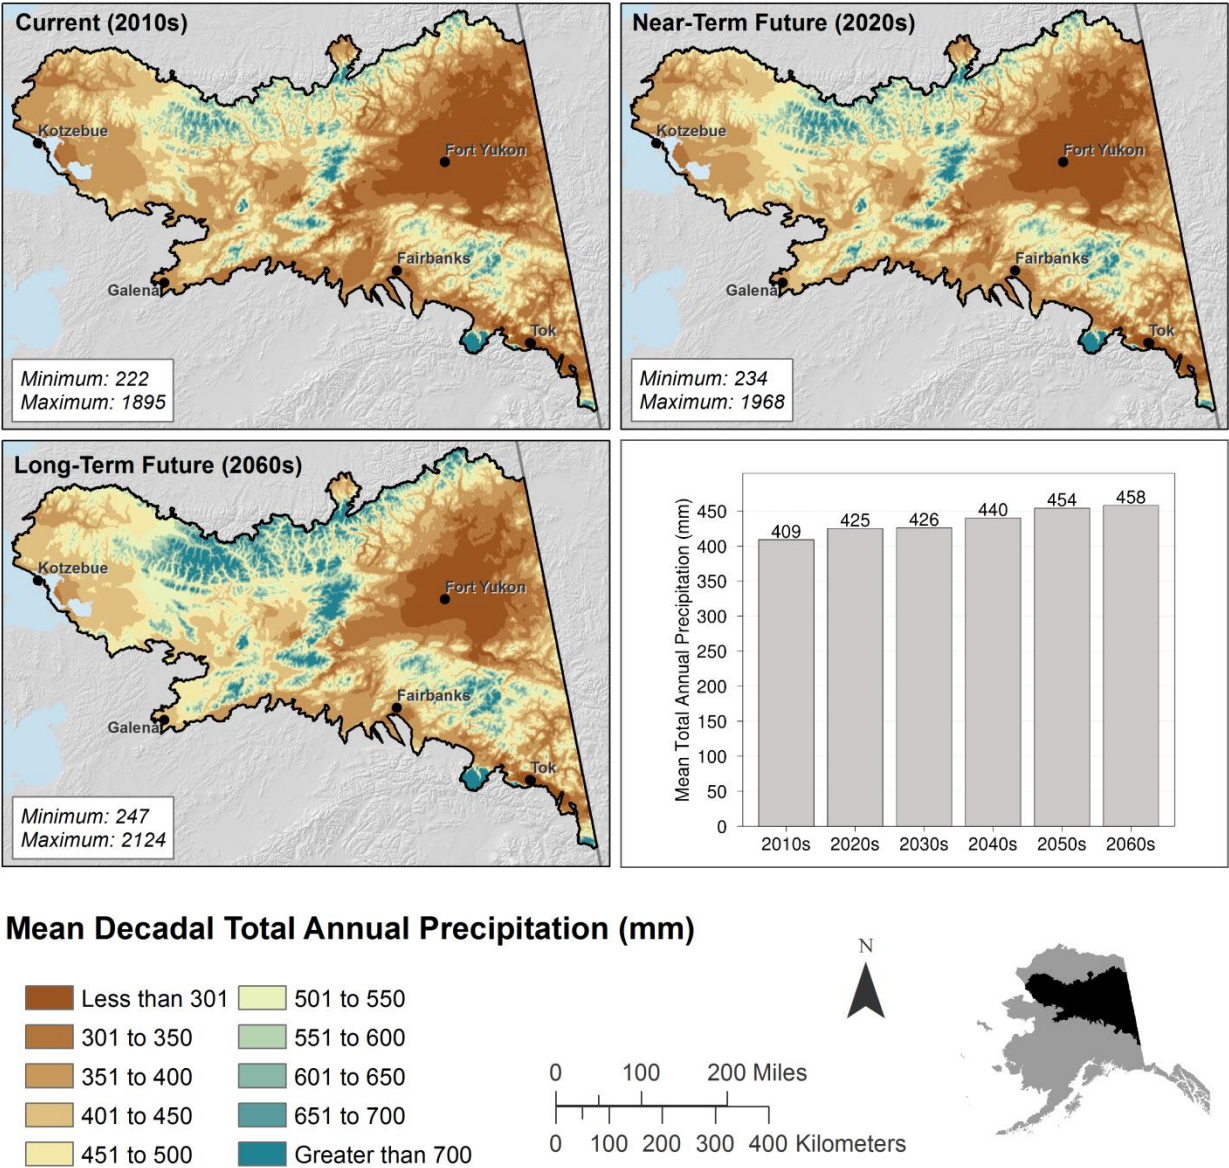 Current (2010s)
Kotzebue
Fort Yukon
Fairbanks
Galena
Tok
Minimum: 222
Maximum: 1895
Near-Term Future (2020s)
Kotzebue
Fort Yukon
Fairbanks
Galena
Tok
Minimum: 234
Maximum: 1968
Long-Term Future (2060s)
Kotzebue
Fort Yukon
Fairbanks
Galena
Tok
Minimum: 247
Maximum: 2124
Mean Total Annual Precipitation (mm)
450
400
350
300
250
200
150
100
50
0
409
425
426
440
454
458
2010s
2020s
2030s
2040s
2050s
2060s
Mean Decadal Total Annual Precipitation (mm)
Less than 301
301 to 350
351 to 400
401 to 450
451 to 500
501 to 550
551 to 600
601 to 650
651 to 700
Greater than 700
N
0 100 200 Miles
0 100 200 300 400 Kilometers